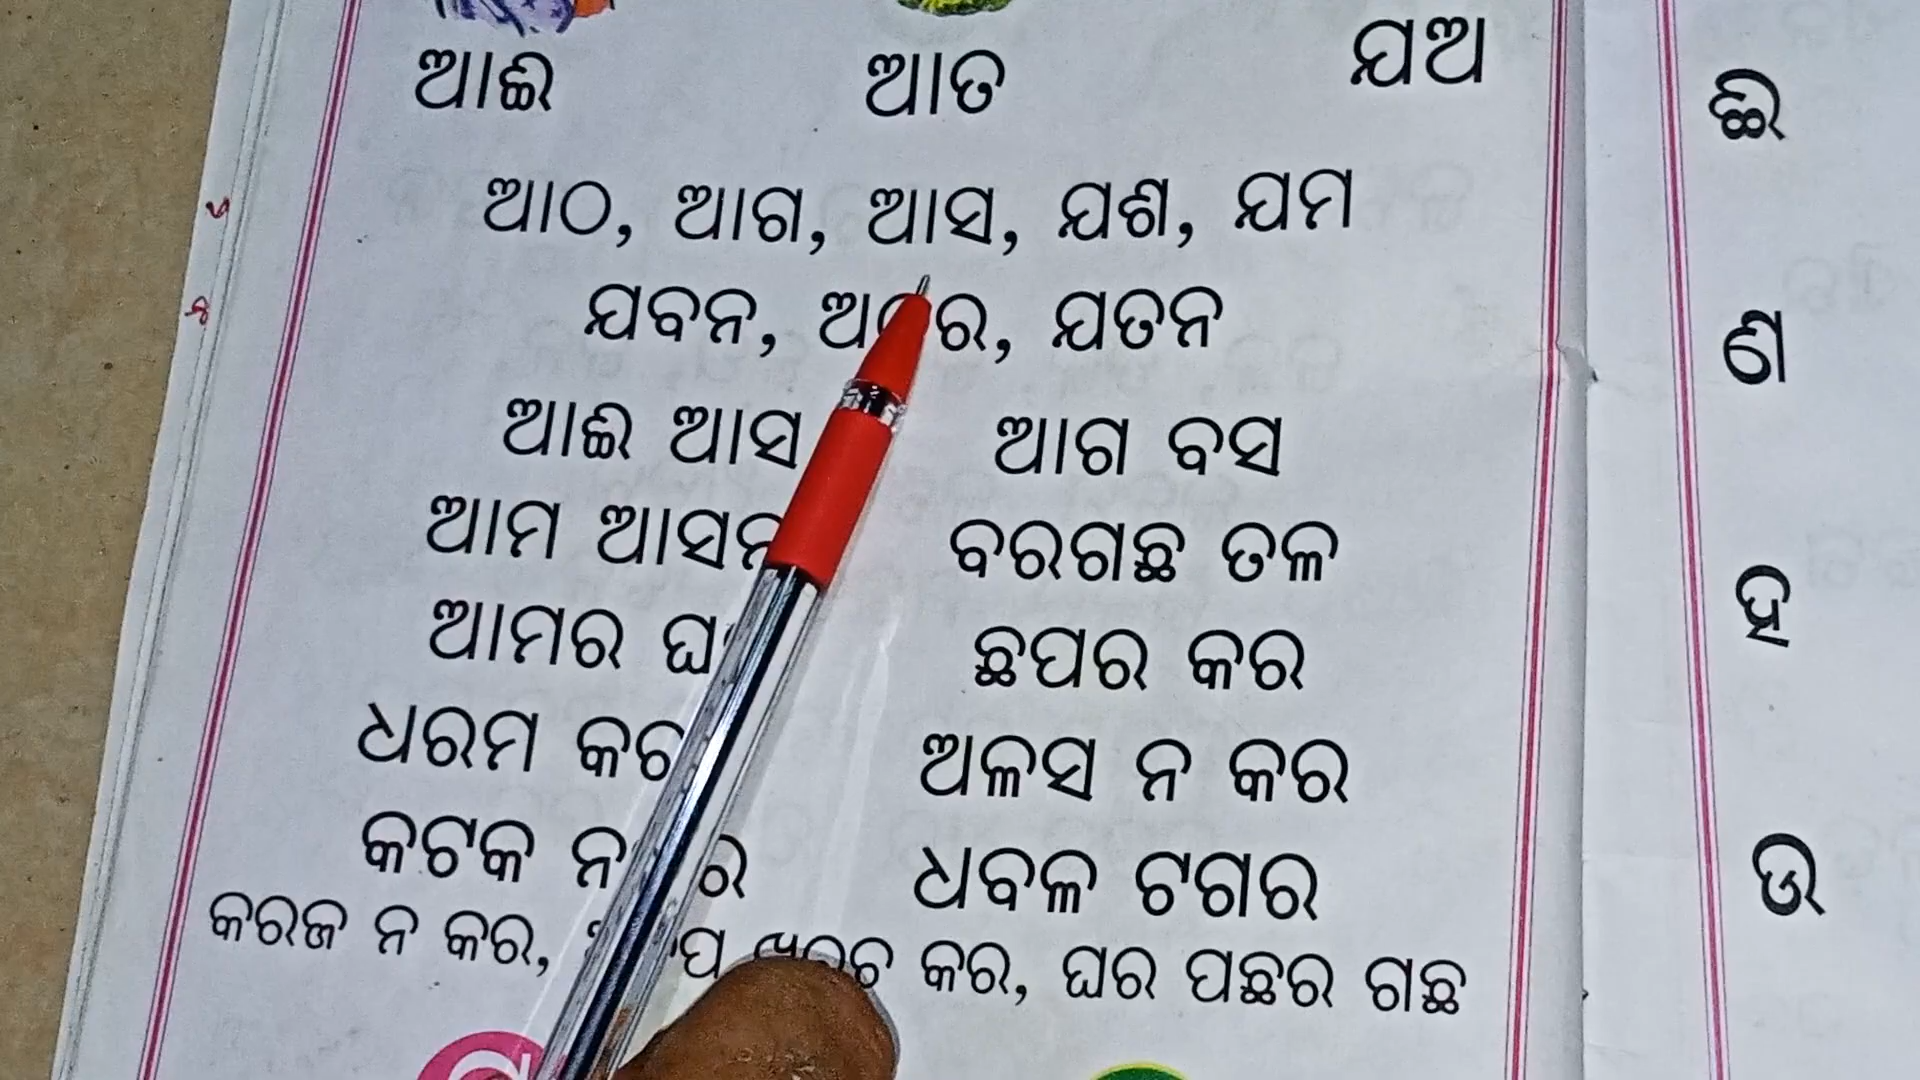 ଆଈ ଆତ ଯଅ
ଆଠ, ଆଗ, ଆସ, ଯଶ, ଯମ
ଯବନ, ଯତନ
ଆଈ ଆସ ଆଗ ବସ
ଆମ ଆସନ ବରଗଛ ତଳ
ଆମର ଛପର କର
ଧରମ ଅଳସ ନ କର
କଟକ ଧବଳ ଟଗର
କରଜ ନ କର, କର, ଘର ପଛର ଗଛ
ଈ
ଣ
ହ
ଉ